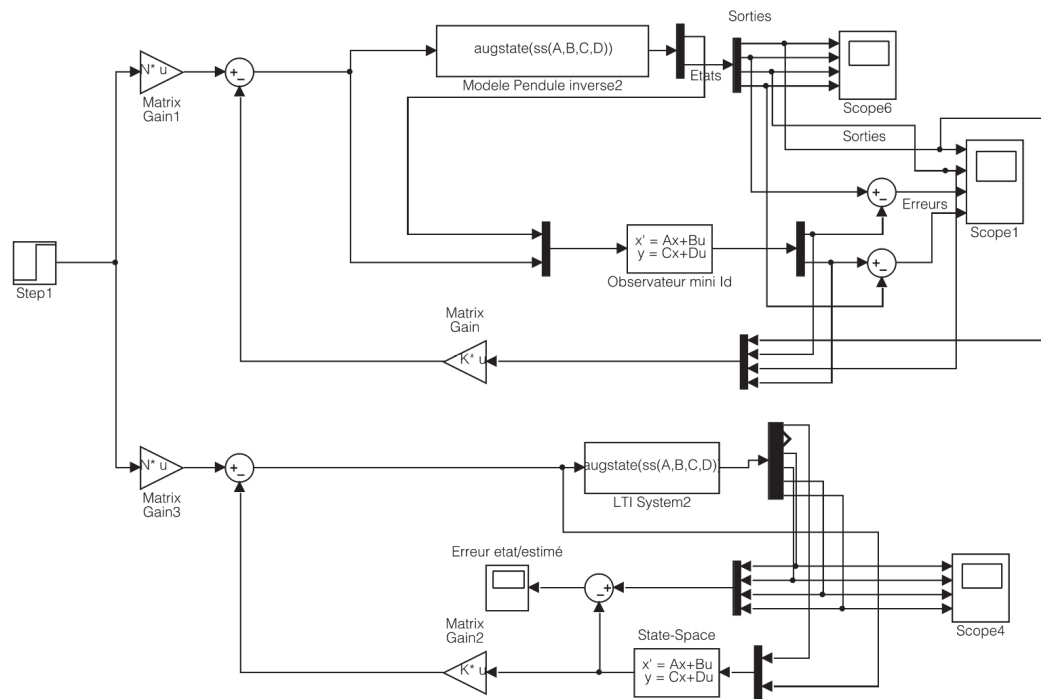 Sorties
augstate(ss(A,B,C,D))
Etats
Modele Pendule inverse2
N* u
+
−
Matrix
Gain1
Scope6
Sorties
+
−
Erreurs
Scope1
x' = Ax+Bu
y = Cx+Du
+
−
Observateur mini Id
Step1
Matrix
Gain
K* u
N* u
+
−
augstate(ss(A,B,C,D)
Matrix
Gain3
LTI System2
Erreur etat/estimé
−
+
Scope4
Matrix
Gain2
State-Space
K* u
x' = Ax+Bu
y = Cx+Du